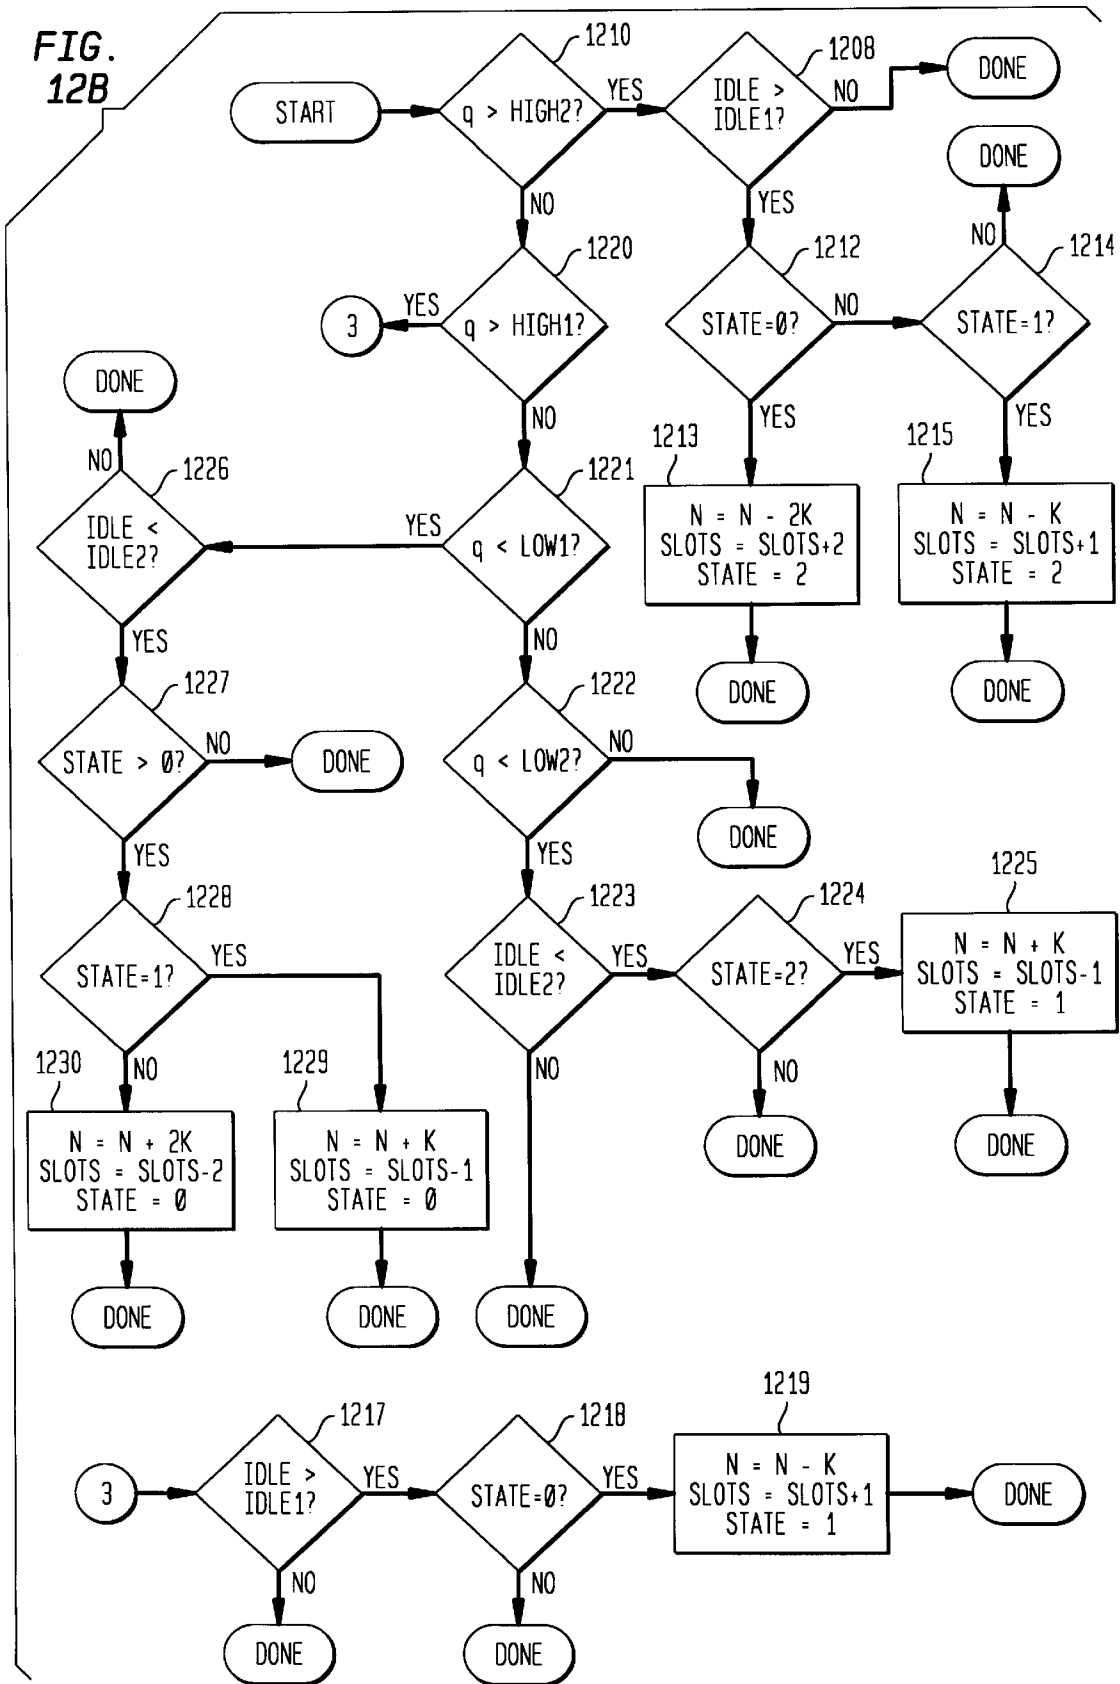 FIG.
12B
1210
1208
START
q > HIGH2?
YES
IDLE >
IDLE1?
NO
DONE
DONE
NO
YES
NO
1220
1212
1214
3
YES
q > HIGH1?
STATE=0?
NO
STATE=1?
DONE
NO
YES
YES
NO
1226
1221
1213
1215
IDLE <
IDLE2?
YES
q < LOW1?
N = N - 2K
SLOTS = SLOTS+2
STATE = 2
N = N - K
SLOTS = SLOTS+1
STATE = 2
YES
NO
DONE
DONE
1227
1222
STATE > 0?
NO
DONE
q < LOW2?
NO
DONE
YES
YES
1228
1223
1224
1225
STATE=1?
YES
IDLE <
IDLE2?
YES
STATE=2?
YES
N = N + K
SLOTS = SLOTS-1
STATE = 1
NO
NO
NO
1230
1229
N = N + 2K
SLOTS = SLOTS-2
STATE = 0
N = N + K
SLOTS = SLOTS-1
STATE = 0
DONE
DONE
DONE
DONE
DONE
1217
1218
1219
3
IDLE >
IDLE1?
YES
STATE=0?
YES
N = N - K
SLOTS = SLOTS+1
STATE = 1
DONE
NO
NO
DONE
DONE